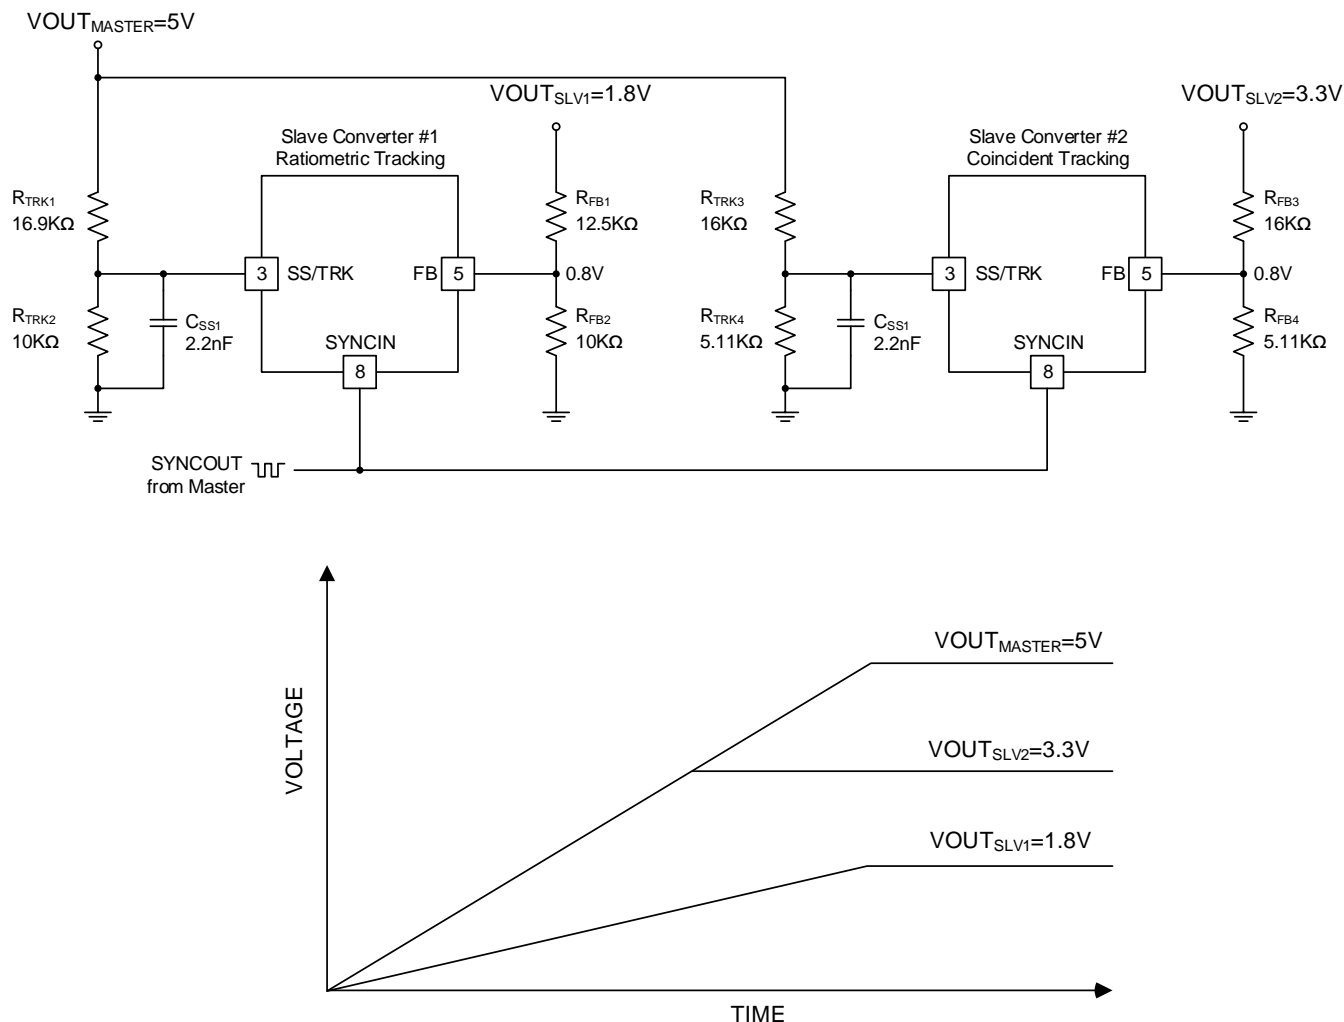 VOUTMASTER=5V
VOUTSLV1=1.8V
VOUTSLV2=3.3V
Slave Converter #1
Ratiometric Tracking
Slave Converter #2
Coincident Tracking
RTRK1
16.9KΩ
RFB1
12.5KΩ
RTRK3
16KΩ
RFB3
16KΩ
3
SS/TRK
FB
5
0.8V
3
SS/TRK
FB
5
0.8V
RTRK2
10KΩ
CSS1
2.2nF
RFB2
10KΩ
RTRK4
5.11KΩ
CSS1
2.2nF
RFB4
5.11KΩ
SYNCIN
8
SYNCIN
8
SYNCOUT
from Master
VOLTAGE
VOUTMASTER=5V
VOUTSLV2=3.3V
VOUTSLV1=1.8V
TIME